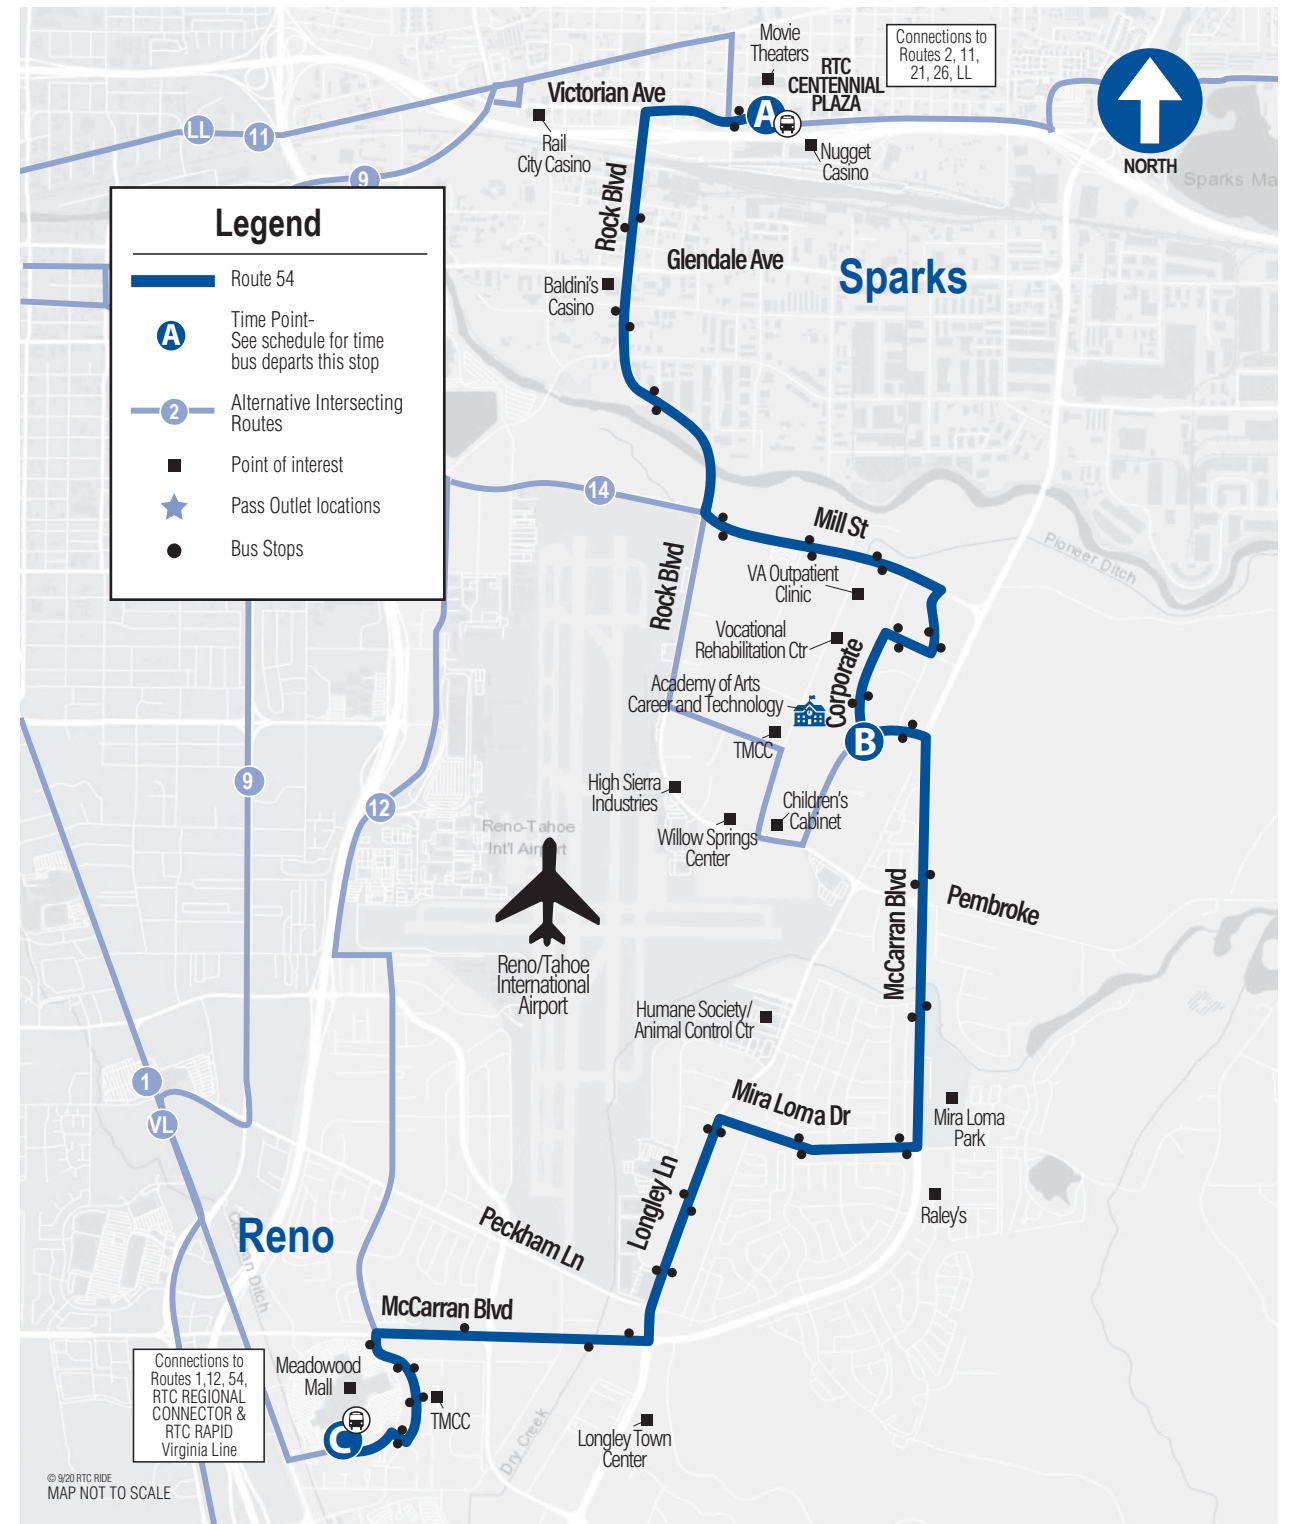 Movie
Theaters
Connections to
Routes 2, 11,
21, 26, LL
RTC
CENTENNIAL
PLAZA
Victorian Ave
A
LL
11
Rail
City Casino
Nugget
Casino
NORTH
Sparks Ma
9
Rock Blvd
Glendale Ave
Sparks
Baldini's
Casino
Legend
Route 54
A
Time Point-
See schedule for time
bus departs this stop
2
Alternative Intersecting
Routes
Point of interest
Pass Outlet locations
Bus Stops
14
Mill St
Pioneer Ditch
Rock Blvd
VA Outpatient
Clinic
Vocational
Rehabilitation Ctr
Corporate
Academy of Arts
Career and Technology
TMCC
B
High Sierra
Industries
Children's
Cabinet
Willow Springs
Center
9
12
Reno-Tahoe
Int'l Airport
McCarran Blvd
Pembroke
Reno/Tahoe
International
Airport
Humane Society/
Animal Control Ctr
1
VL
Mira Loma Dr
Mira Loma
Park
Longley Ln
Raley's
Reno
Peckham Ln
Cochran Ditch
McCarran Blvd
Connections to
Routes 1,12, 54,
RTC REGIONAL
CONNECTOR &
RTC RAPID
Virginia Line
Meadowood
Mall
TMCC
C
Longley Town
Center
Dry Creek
© 9/20 RTC RIDE
MAP NOT TO SCALE